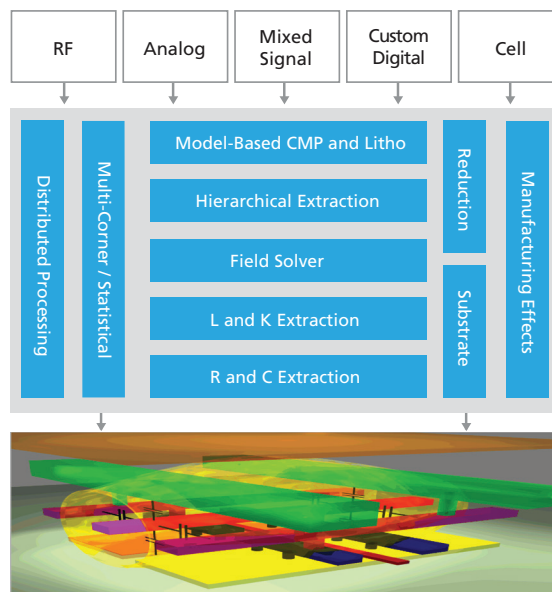 RF
Analog
Mixed
Signal
Custom
Digital
Cell
Distributed Processing
Multi-Corner / Statistical
Model-Based CMP and Litho
Hierarchical Extraction
Field Solver
L and K Extraction
R and C Extraction
Reduction
Substrate
Manufacturing Effects